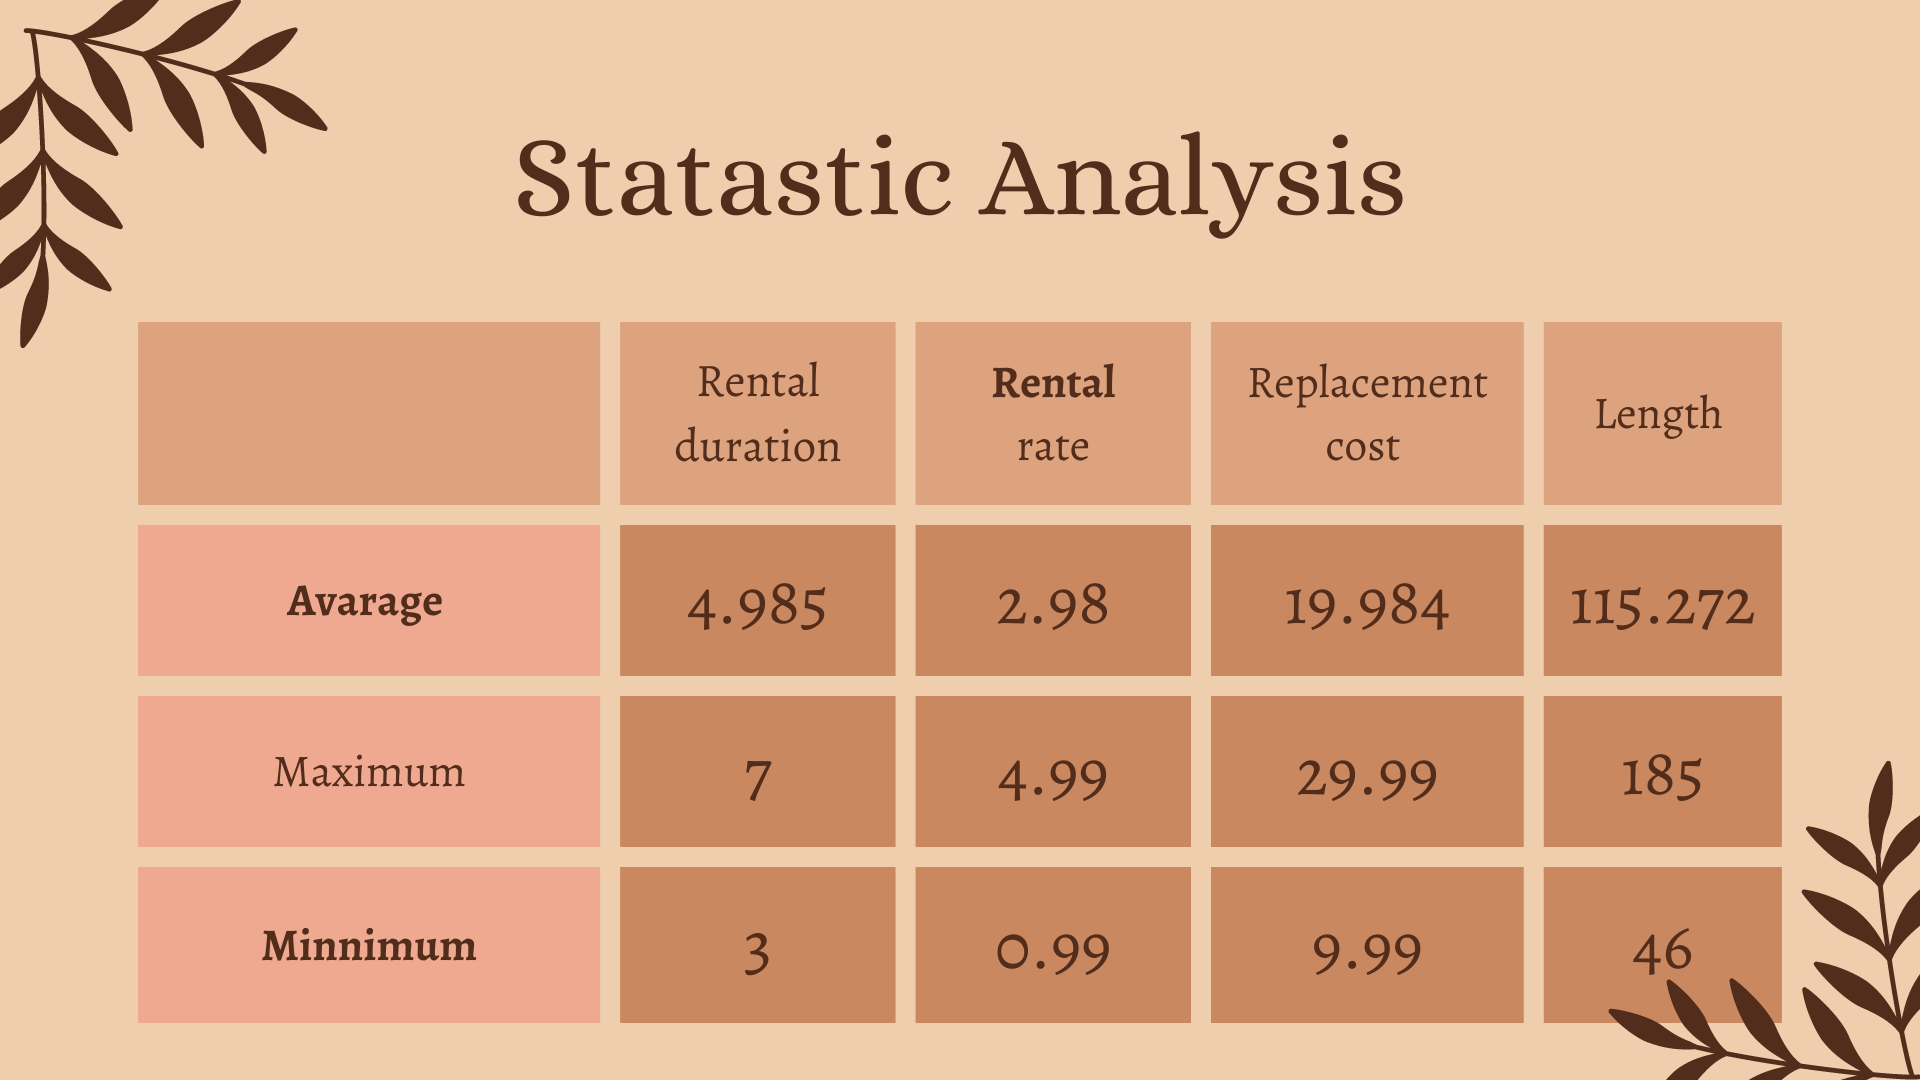 Statastic Analysis
Rental
duration
Rental
rate
Replacement
cost
Length
Avarage
4.985
2.98
19.984
115.272
Maximum
7
4.99
29.99
185
Minnimum
3
0.99
9.99
46